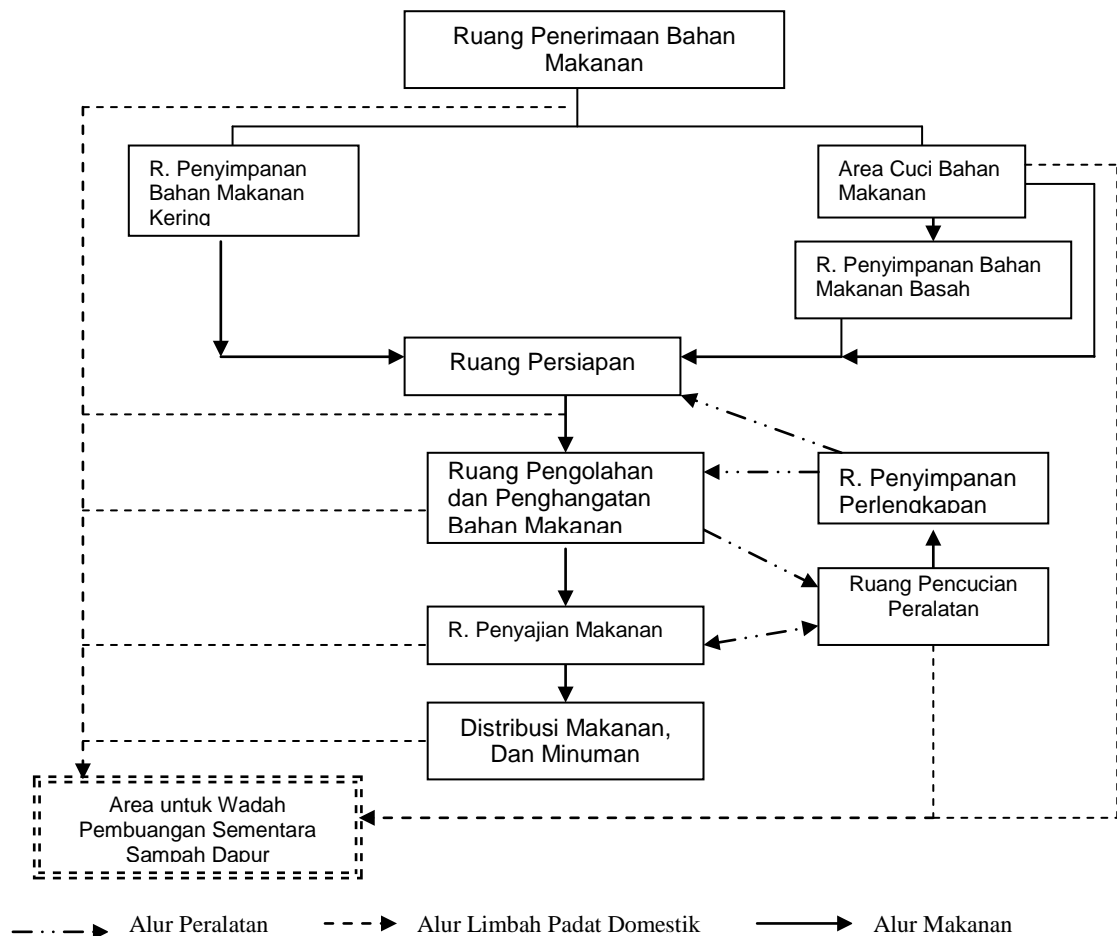 Ruang Penerimaan Bahan
Makanan
R. Penyimpanan
Bahan Makanan
Kering
Area Cuci Bahan
Makanan
R. Penyimpanan Bahan
Makanan Basah
Ruang Persiapan
Ruang Pengolahan
dan Penghangatan
Bahan Makanan
R. Penyimpanan
Perlengkapan
Ruang Pencucian
Peralatan
R. Penyajian Makanan
Distribusi Makanan,
Dan Minuman
Area untuk Wadah
Pembuangan Sementara
Sampah Dapur
Alur Peralatan
Alur Limbah Padat Domestik
Alur Makanan